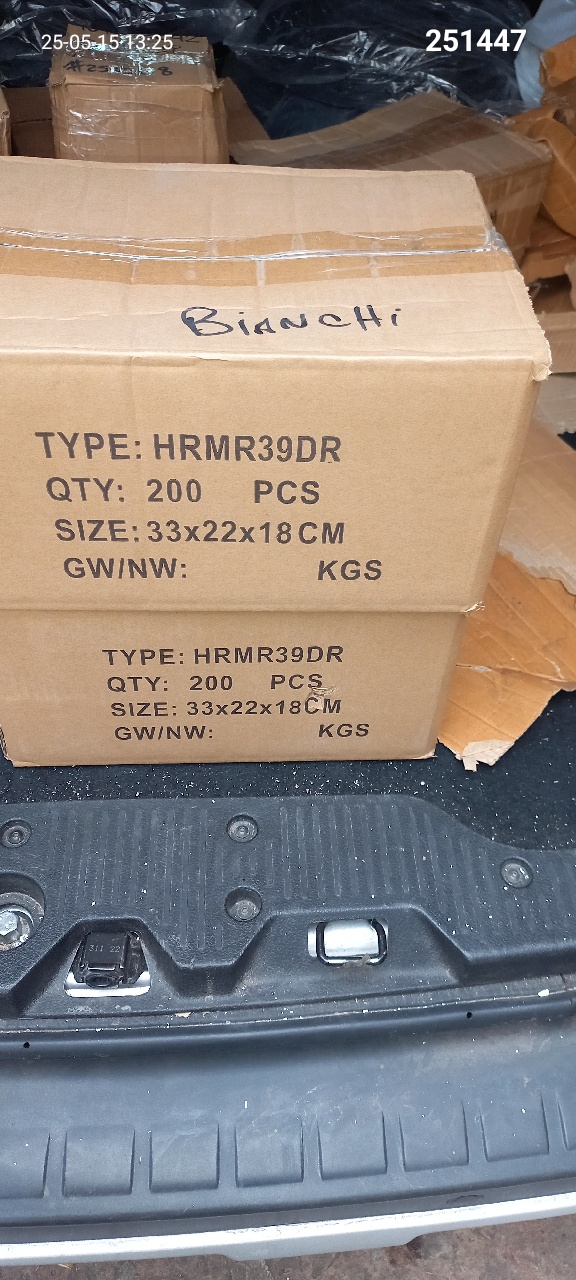 25-05-15 13:25
251447
BiANCHi
TYPE: HRMR39DR
QTY: 200 PCS
SIZE: 33x22x18CM
GW/NW: KGS
TYPE: HRMR39DR
QTY: 200 PCS
SIZE: 33x22x18CM
GW/NW: KGS